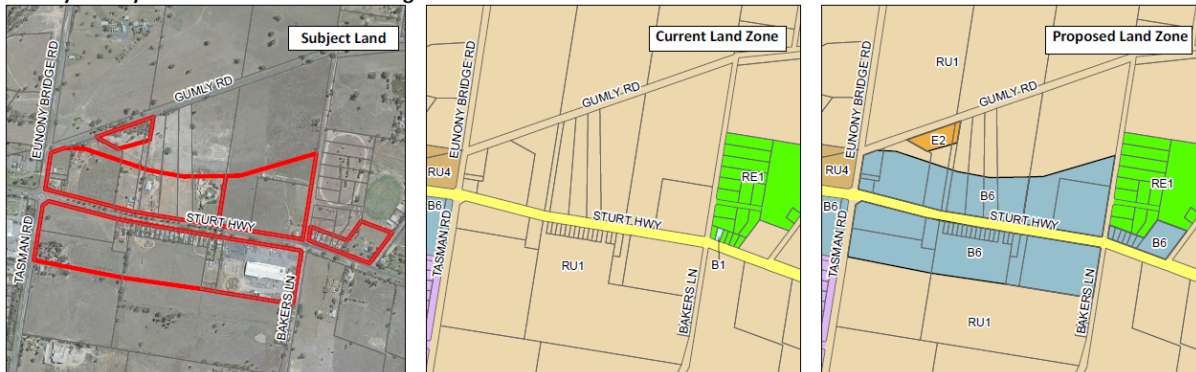 Subject Land
EUNONY BRIDGE RD
GUMLY RD
STURT HWY
TASMAN RD
BAKERS LN
Current Land Zone
EUNONY BRIDGE RD
GUMLY RD
RU4
RE1
B6
TASMAN RD
STURT HWY
RU1
B1
BAKERS LN
Proposed Land Zone
RU1
EUNONY BRIDGE RD
GUMLY RD
E2
RU4
RE1
B6
B6
STURT HWY
B6
TASMAN RD
B6
BAKERS LN
RU1